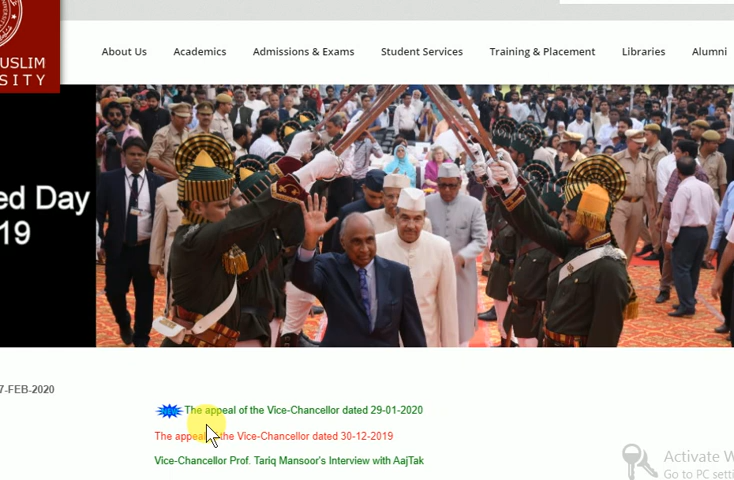 USLIM
SITY
About Us Academics Admissions & Exams Student Services Training & Placement Libraries Alumni
ed Day
19
7-FEB-2020
The appeal of the Vice-Chancellor dated 29-01-2020
The appeal the Vice-Chancellor dated 30-12-2019
Vice-Chancellor Prof. Tariq Mansoor's Interview with AajTak
Activate W
Go to PC setti